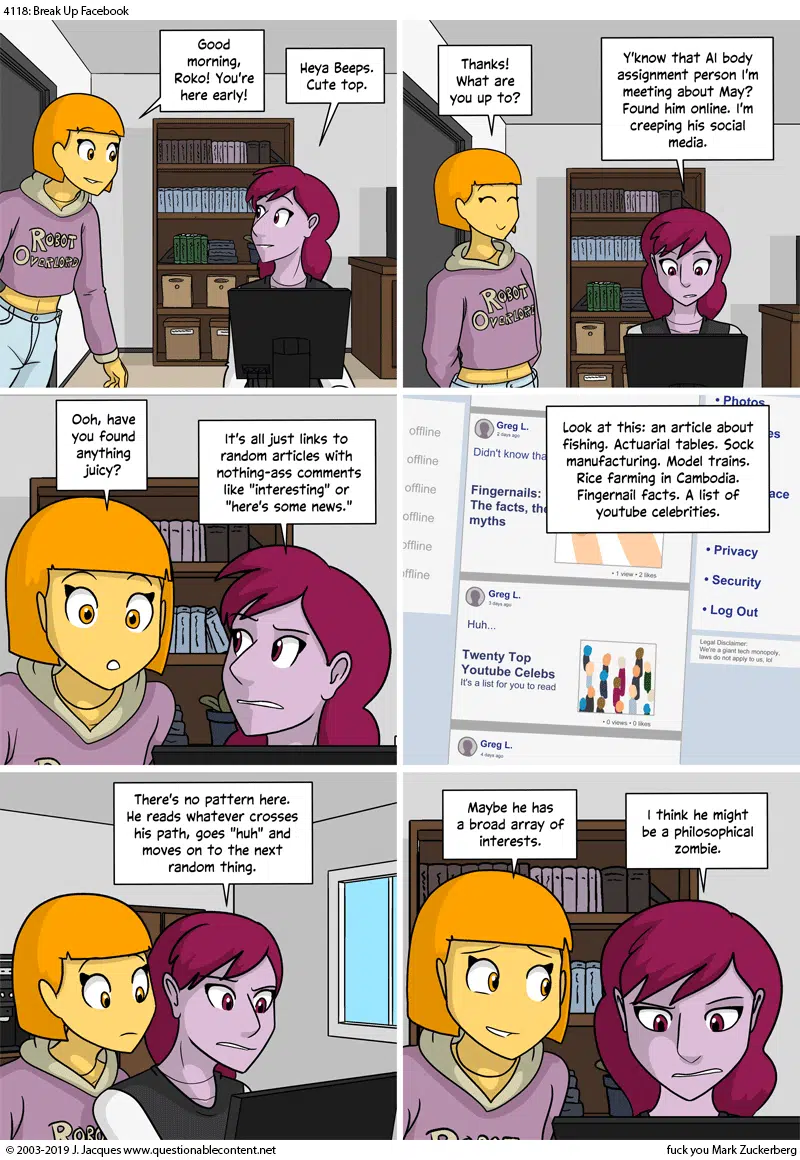 4118: Break Up Facebook
Good
morning,
Roko! You're
here early!
Heya Beeps.
Cute top.
ROBOT
OVERLORD
Thanks!
What are
you up to?
Y'know that AI body
assignment person I'm
meeting about May?
Found him online. I'm
creeping his social
media.
ROBOT
OVERLORD
Ooh, have
you found
anything
juicy?
It's all just links to
random articles with
nothing-ass comments
like "interesting" or
"here's some news."
Look at this: an article about
fishing. Actuarial tables. Sock
manufacturing. Model trains.
Rice farming in Cambodia.
Fingernail facts. A list of
youtube celebrities.
offline
offline
offline
offline
offline
ffline
Greg L.
2 days ago
Didn't know tha
Fingernails:
The facts, the
myths
• 1 view • 2 likes
Greg L.
3 days ago
Huh...
Twenty Top
Youtube Celebs
It's a list for you to read
• 0 views • 0 likes
Greg L.
4 days ago
• Photos
es
ace
• Privacy
• Security
• Log Out
Legal Disclaimer:
We're a giant tech monopoly,
laws do not apply to us, lol
There's no pattern here.
He reads whatever crosses
his path, goes "huh" and
moves on to the next
random thing.
ROBOT
Maybe he has
a broad array of
interests.
I think he might
be a philosophical
zombie.
ROBOT
© 2003-2019 J. Jacques www.questionablecontent.net
fuck you Mark Zuckerberg